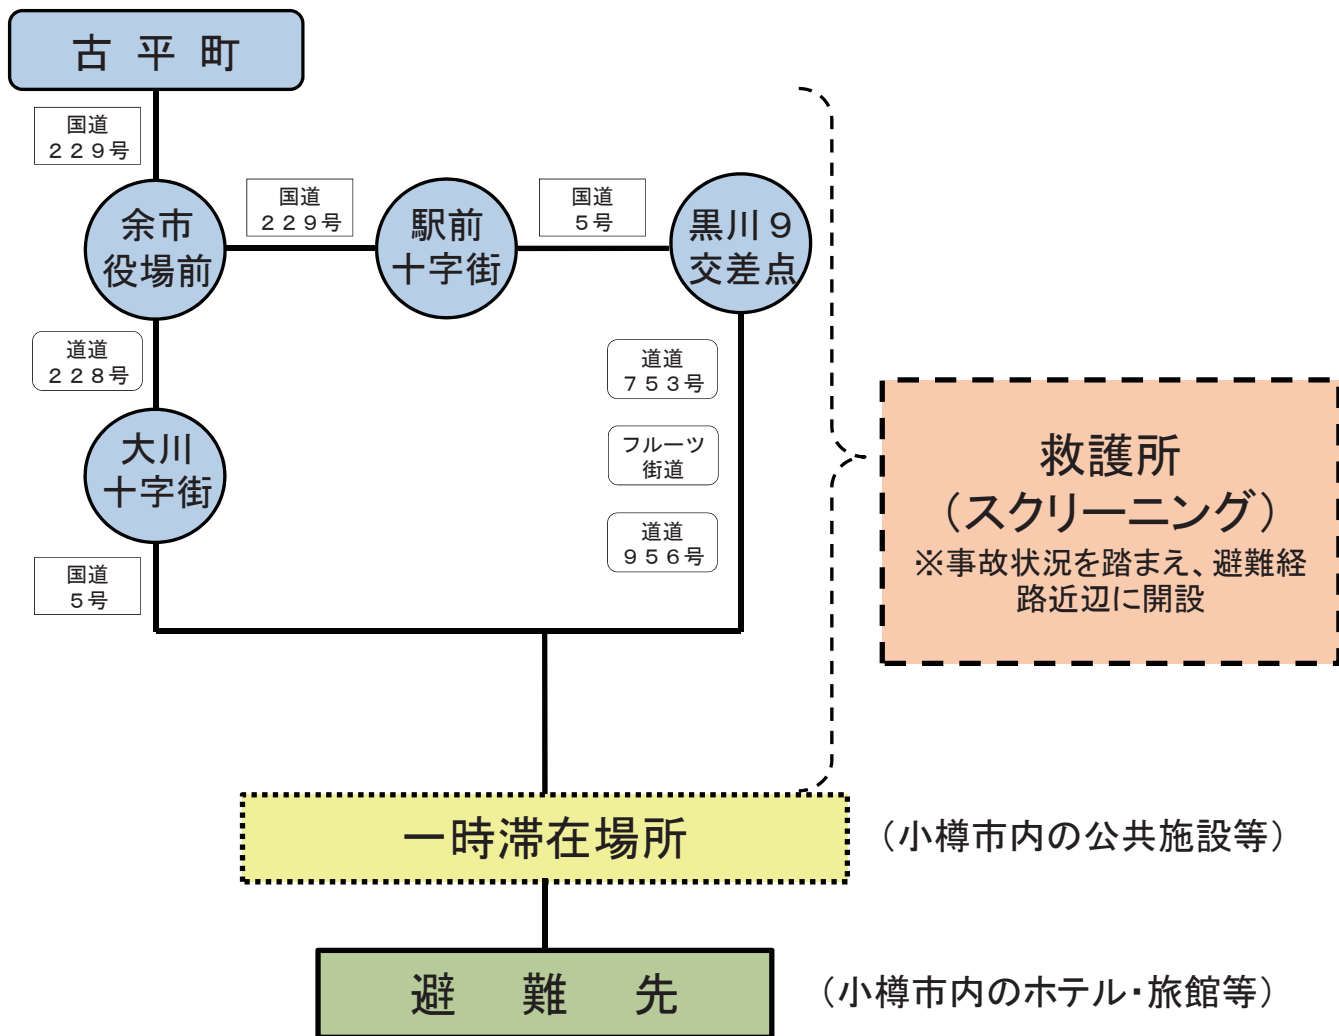 古 平 町
国道
２２９号
余市
役場前
国道
２２９号
駅前
十字街
国道
５号
黒川９
交差点
道道
２２８号
大川
十字街
国道
５号
道道
７５３号
フルーツ
街道
道道
９５６号
救護所
（スクリーニング）
※事故状況を踏まえ、避難経
路近辺に開設
一時滞在場所
（小樽市内の公共施設等）
避 難 先
（小樽市内のホテル・旅館等）